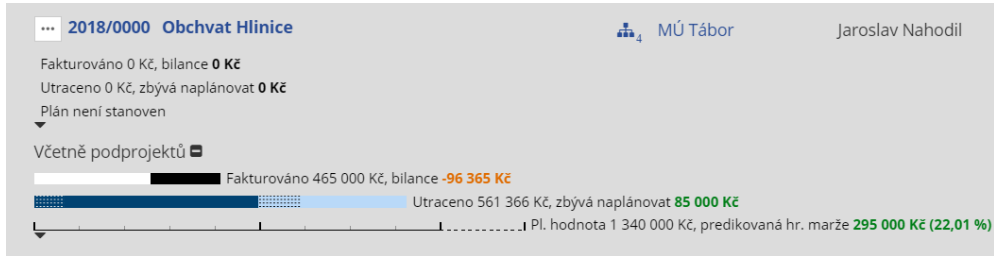 2018/0000 Obchvat Hlinice 4 MÚ Tábor Jaroslav Nahodil
Fakturováno 0 Kč, bilance 0 Kč
Utraceno 0 Kč, zbývá naplánovat 0 Kč
Plán není stanoven
Včetně podprojektů
Fakturováno 465 000 Kč, bilance -96 365 Kč
Utraceno 561 366 Kč, zbývá naplánovat 85 000 Kč
Pl. hodnota 1 340 000 Kč, predikovaná hr. marže 295 000 Kč (22,01 %)